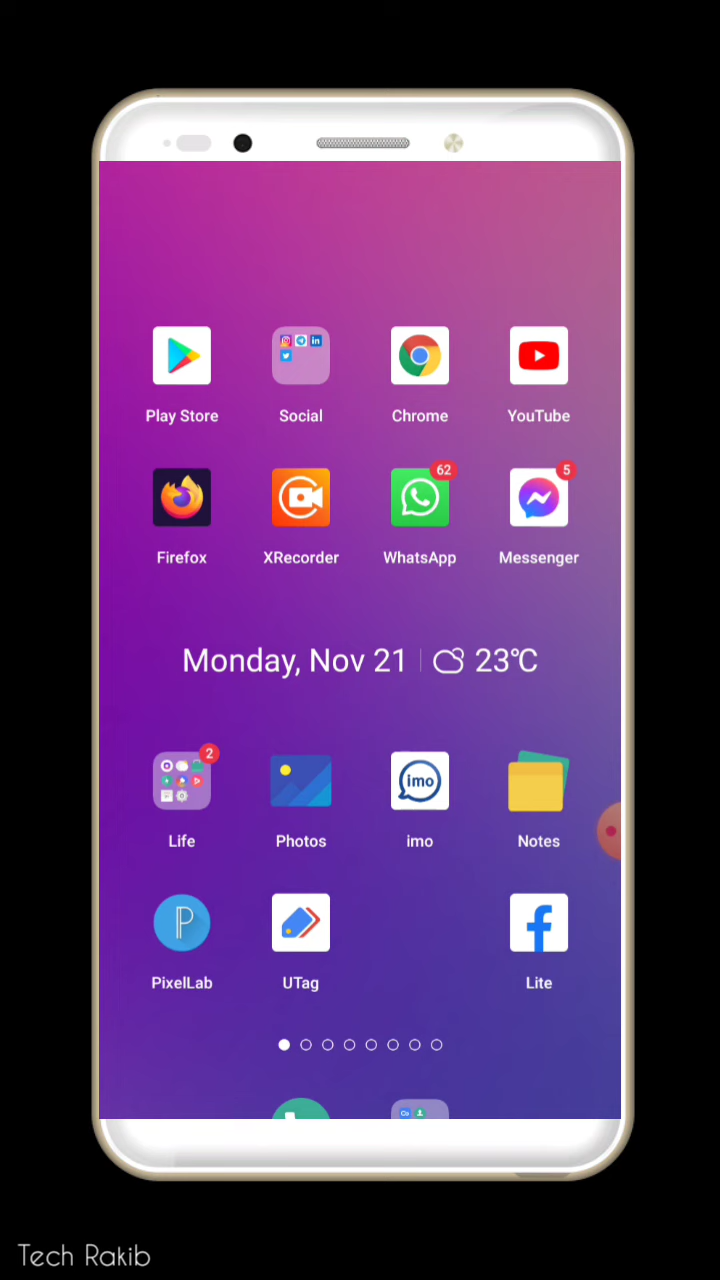 Play Store Social Chrome YouTube
62 5
Firefox XRecorder WhatsApp Messenger
Monday, Nov 21 23°C
2
imo
Life Photos imo Notes
P
PixelLab UTag Lite
Tech Rakib